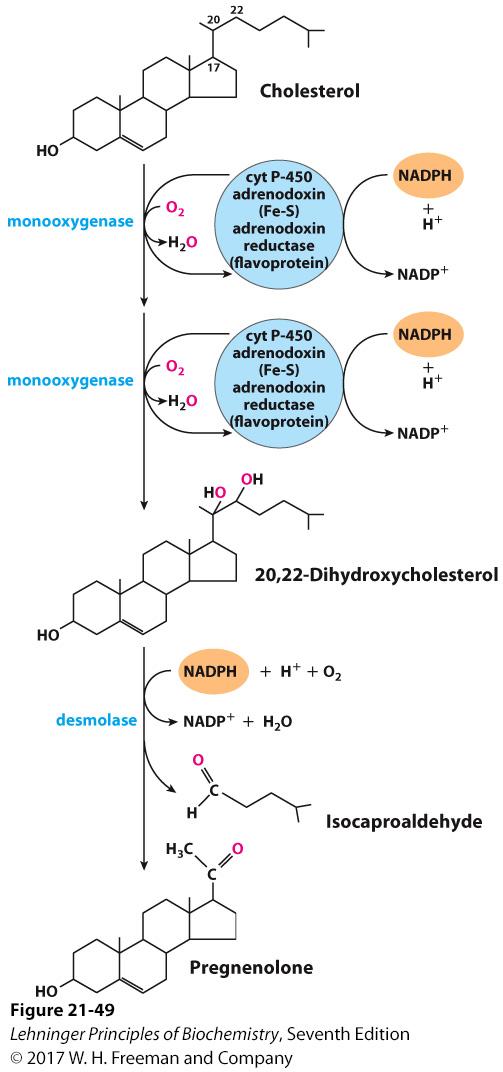 20 22
17
Cholesterol
HO
cyt P-450
adrenodoxin
(Fe-S)
adrenodoxin
reductase
(flavoprotein)
NADPH
+
H⁺
monooxygenase
O₂
H₂O
NADP⁺
cyt P-450
adrenodoxin
(Fe-S)
adrenodoxin
reductase
(flavoprotein)
NADPH
+
H⁺
monooxygenase
O₂
H₂O
NADP⁺
HO OH
20,22-Dihydroxycholesterol
HO
NADPH + H⁺ + O₂
desmolase
NADP⁺ + H₂O
O
C
H
Isocaproaldehyde
H₃C O
C
Pregnenolone
HO
Figure 21-49
Lehninger Principles of Biochemistry, Seventh Edition
© 2017 W. H. Freeman and Company